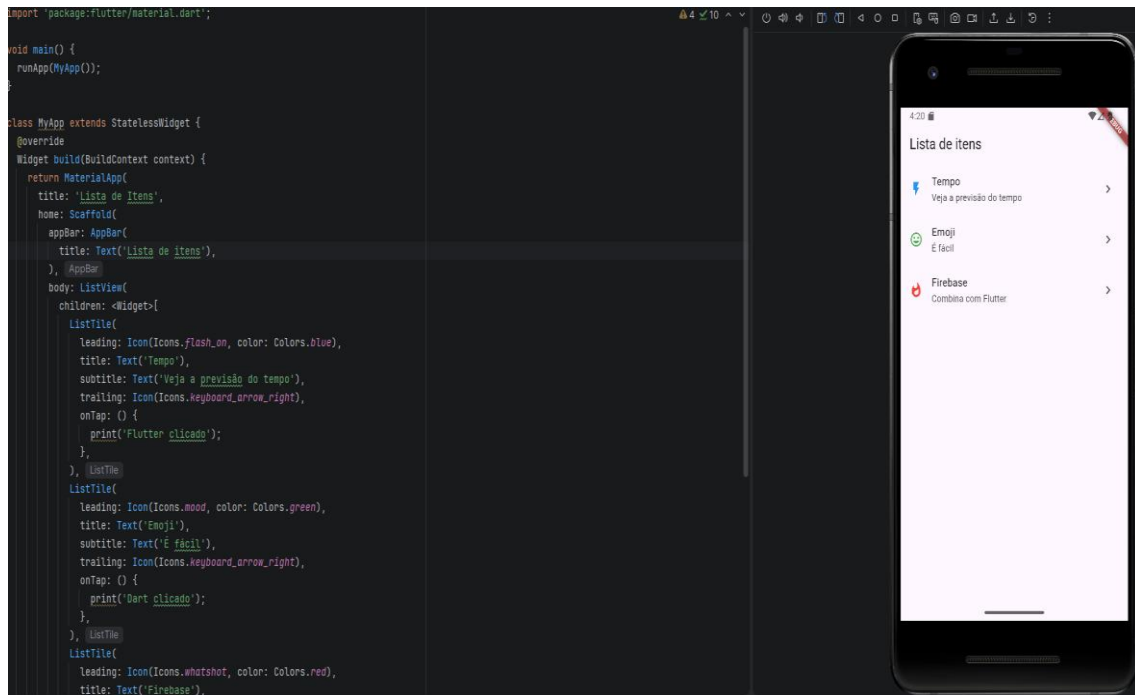 import 'package:flutter/material.dart';
void main() {
runApp(MyApp());
}
class MyApp extends StatelessWidget {
@override
Widget build(BuildContext context) {
return MaterialApp(
title: 'Lista de Itens',
home: Scaffold(
appBar: AppBar(
title: Text('Lista de itens'),
), AppBar
body: ListView(
children: <Widget>[
ListTile(
leading: Icon(Icons.flash_on, color: Colors.blue),
title: Text('Tempo'),
subtitle: Text('Veja a previsão do tempo'),
trailing: Icon(Icons.keyboard_arrow_right),
onTap: () {
print('Flutter clicado');
},
), ListTile
ListTile(
leading: Icon(Icons.mood, color: Colors.green),
title: Text('Emoji'),
subtitle: Text('É fácil'),
trailing: Icon(Icons.keyboard_arrow_right),
onTap: () {
print('Dart clicado');
},
), ListTile
ListTile(
leading: Icon(Icons.whatshot, color: Colors.red),
title: Text('Firebase'),
4 10
4:20
DEBUG
Lista de itens
Tempo
Veja a previsão do tempo
Emoji
É fácil
Firebase
Combina com Flutter